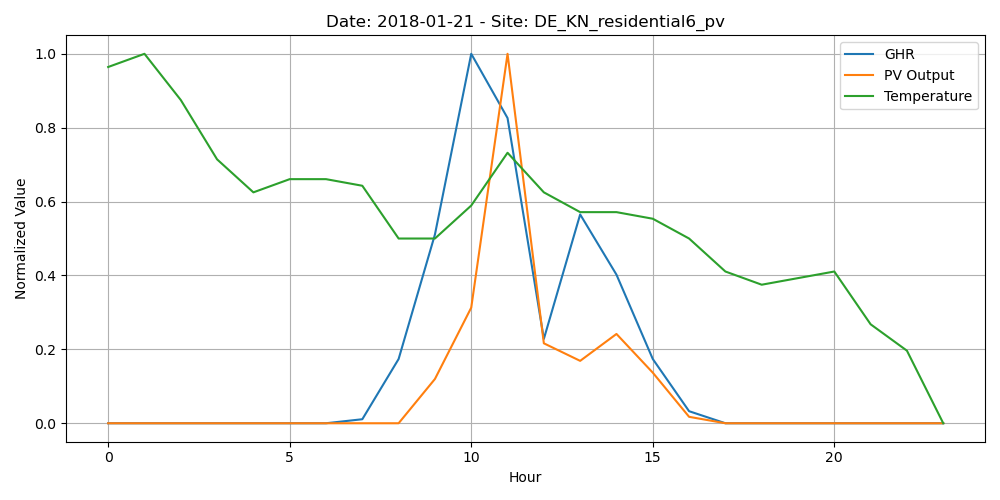 Date: 2018-01-21 - Site: DE_KN_residential6_pv
GHR
PV Output
Temperature
Normalized Value
1.0
0.8
0.6
0.4
0.2
0.0
0 5 10 15 20
Hour